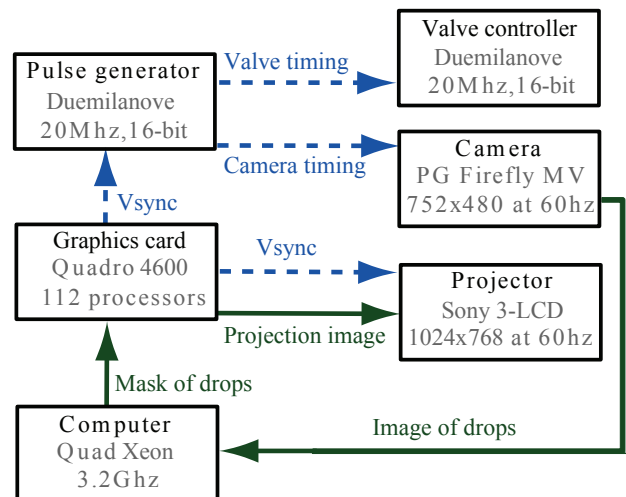 Valve controller
Duemilanove
20Mhz,16-bit
Pulse generator
Duemilanove
20Mhz,16-bit
Valve timing
Camera timing
Camera
PG Firefly MV
752x480 at 60hz
Vsync
Graphics card
Quadro 4600
112 processors
Vsync
Projector
Sony 3-LCD
1024x768 at 60hz
Projection image
Mask of drops
Computer
Quad Xeon
3.2Ghz
Image of drops